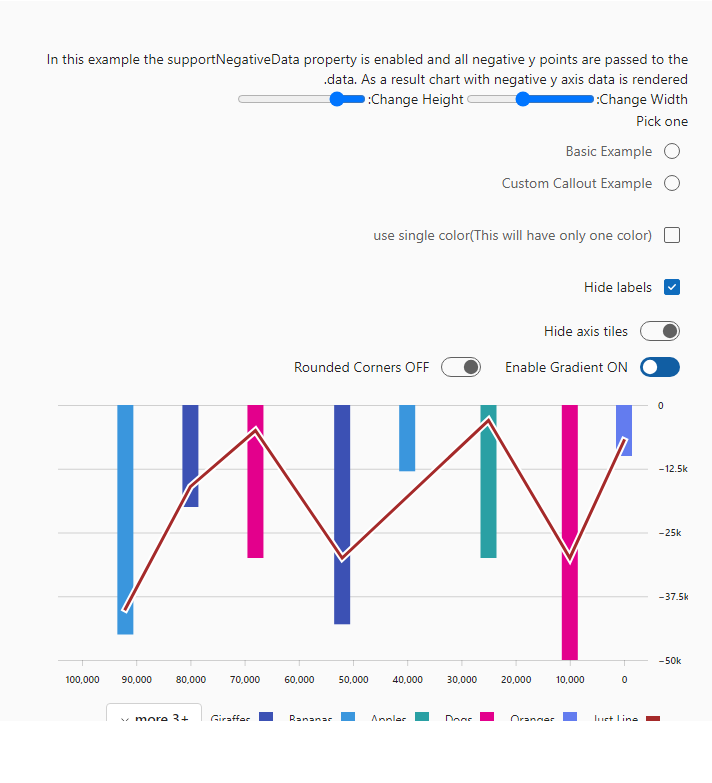 In this example the supportNegativeData property is enabled and all negative y points are passed to the
.data. As a result chart with negative y axis data is rendered
:Change Height :Change Width
Pick one
Basic Example
Custom Callout Example
use single color(This will have only one color)
Hide labels
Hide axis tiles
Rounded Corners OFF Enable Gradient ON
0
−12.5k
−25k
−37.5k
−50k
100,000 90,000 80,000 70,000 60,000 50,000 40,000 30,000 20,000 10,000 0
more 3+ Giraffes Bananas Apples Dogs Oranges Just Line